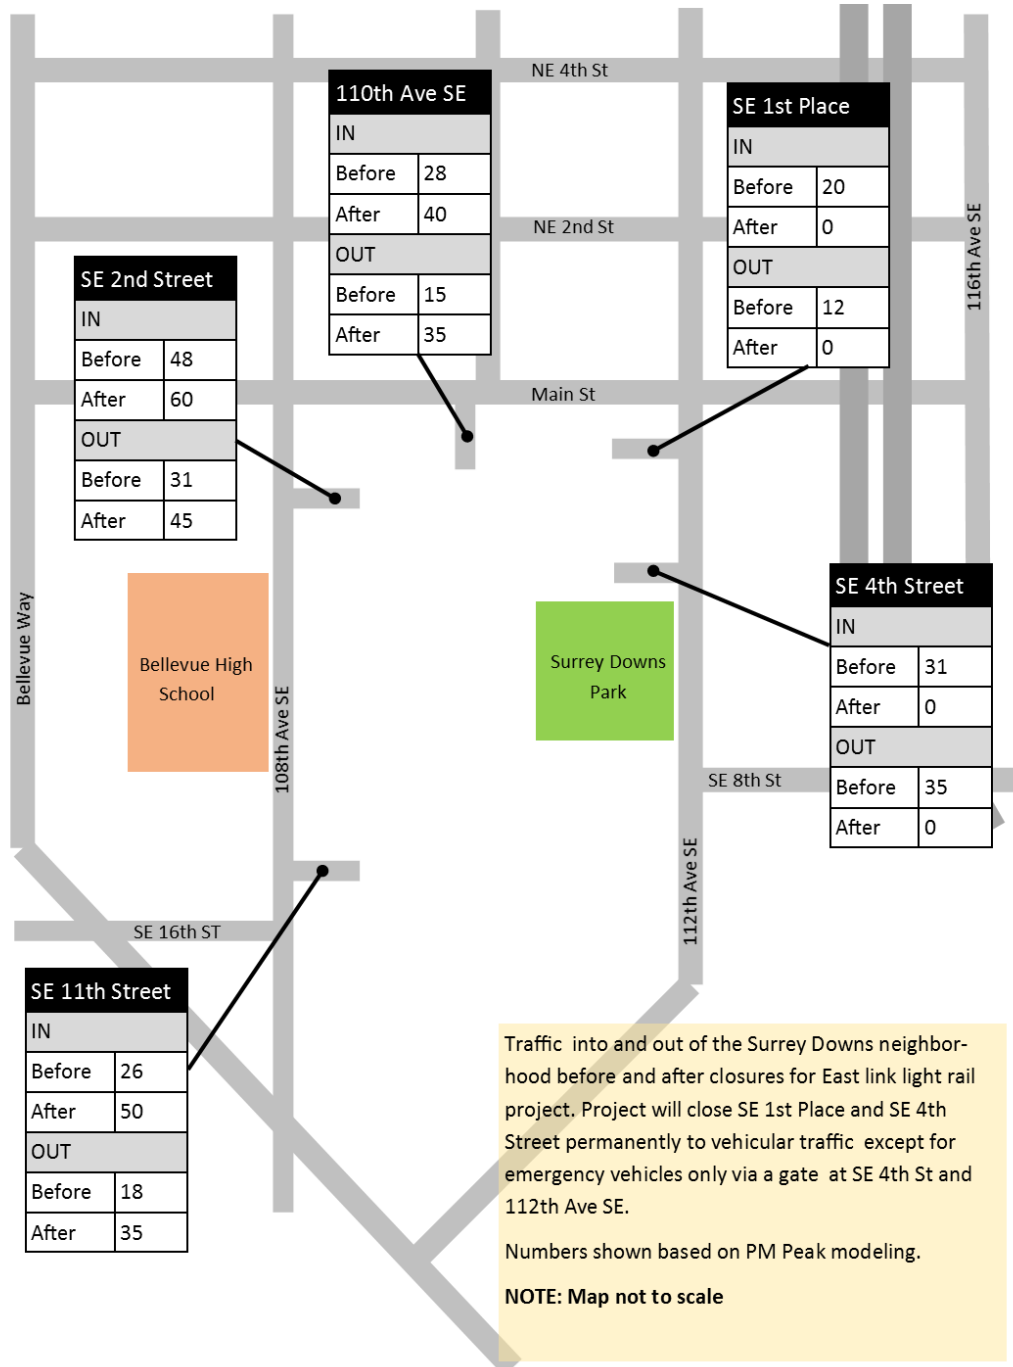 NE 4th St
110th Ave SE
IN
Before 28
After 40
OUT
Before 15
After 35
SE 1st Place
IN
Before 20
After 0
OUT
Before 12
After 0
NE 2nd St
116th Ave SE
SE 2nd Street
IN
Before 48
After 60
OUT
Before 31
After 45
Main St
SE 4th Street
IN
Before 31
After 0
OUT
Before 35
After 0
Bellevue Way
Bellevue High
School
108th Ave SE
Surrey Downs
Park
SE 8th St
112th Ave SE
SE 16th ST
SE 11th Street
IN
Before 26
After 50
OUT
Before 18
After 35
Traffic into and out of the Surrey Downs neighbor-
hood before and after closures for East link light rail
project. Project will close SE 1st Place and SE 4th
Street permanently to vehicular traffic except for
emergency vehicles only via a gate at SE 4th St and
112th Ave SE.
Numbers shown based on PM Peak modeling.
NOTE: Map not to scale